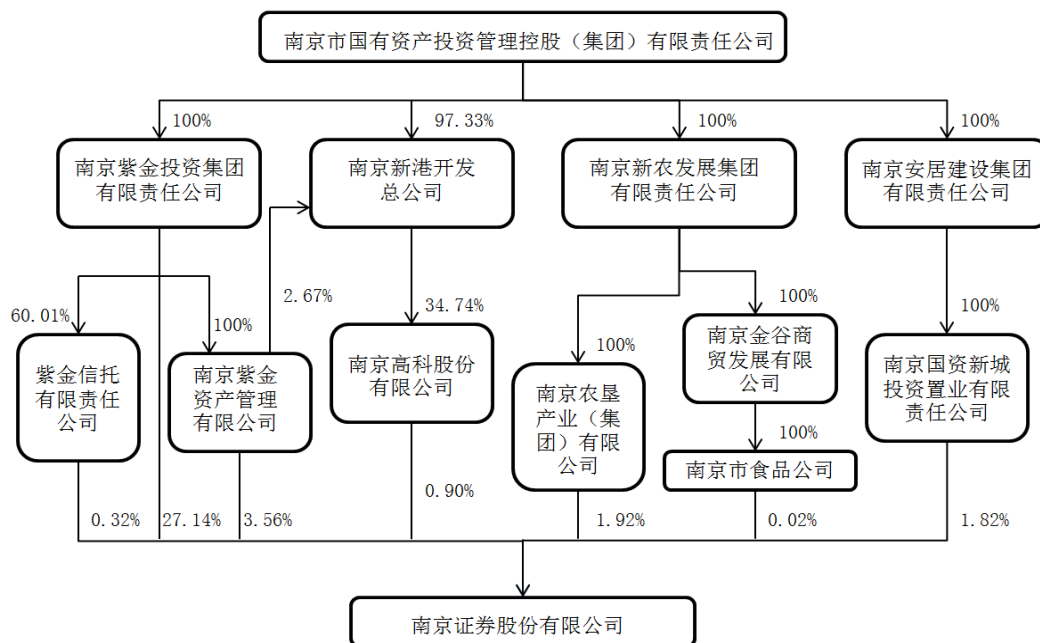 南京市国有资产投资管理控股（集团）有限责任公司
100%
97.33%
100%
100%
南京紫金投资集团
有限责任公司
南京新港开发
总公司
南京新农发展集团
有限责任公司
南京安居建设集团
有限责任公司
60.01%
100%
2.67%
34.74%
100%
100%
100%
紫金信托
有限责任
公司
南京紫金
资产管理
有限公司
南京高科股份
有限公司
南京农垦
产业（集
团）有限
公司
南京金谷商
贸发展有限
公司
南京国资新城
投资置业有限
责任公司
100%
南京市食品公司
0.32%
27.14%
3.56%
0.90%
1.92%
0.02%
1.82%
南京证券股份有限公司